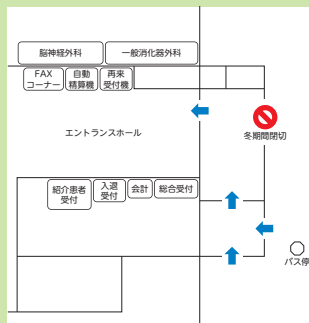 脳神経外科
一般消化器外科
FAX
コーナー
自動
精算機
再来
受付機
エントランスホール
冬期間閉切
紹介患者
受付
入退
受付
会計
総合受付
バス停